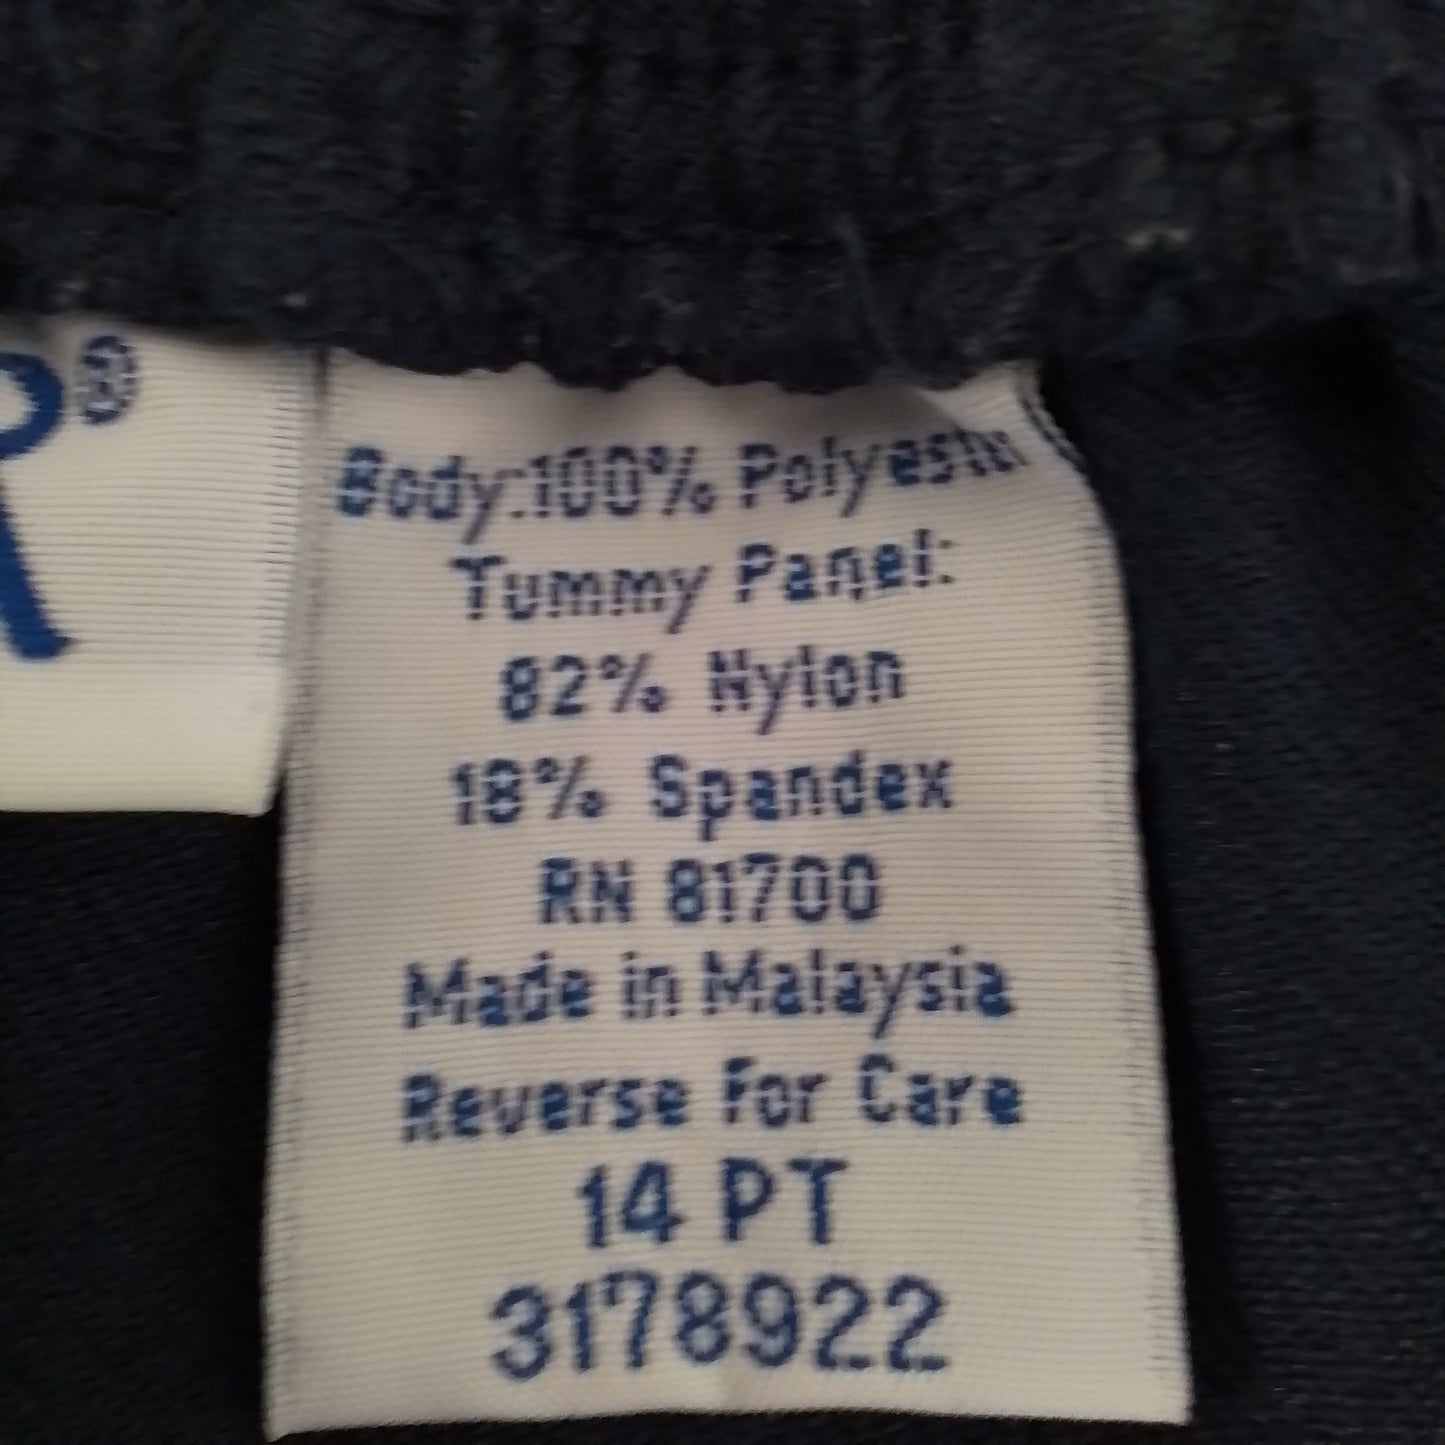 R®
Body:100% Polyester
Tummy Panel:
82% Nylon
18% Spandex
RN 81700
Made in Malaysia
Reverse For Care
14 PT
3178922